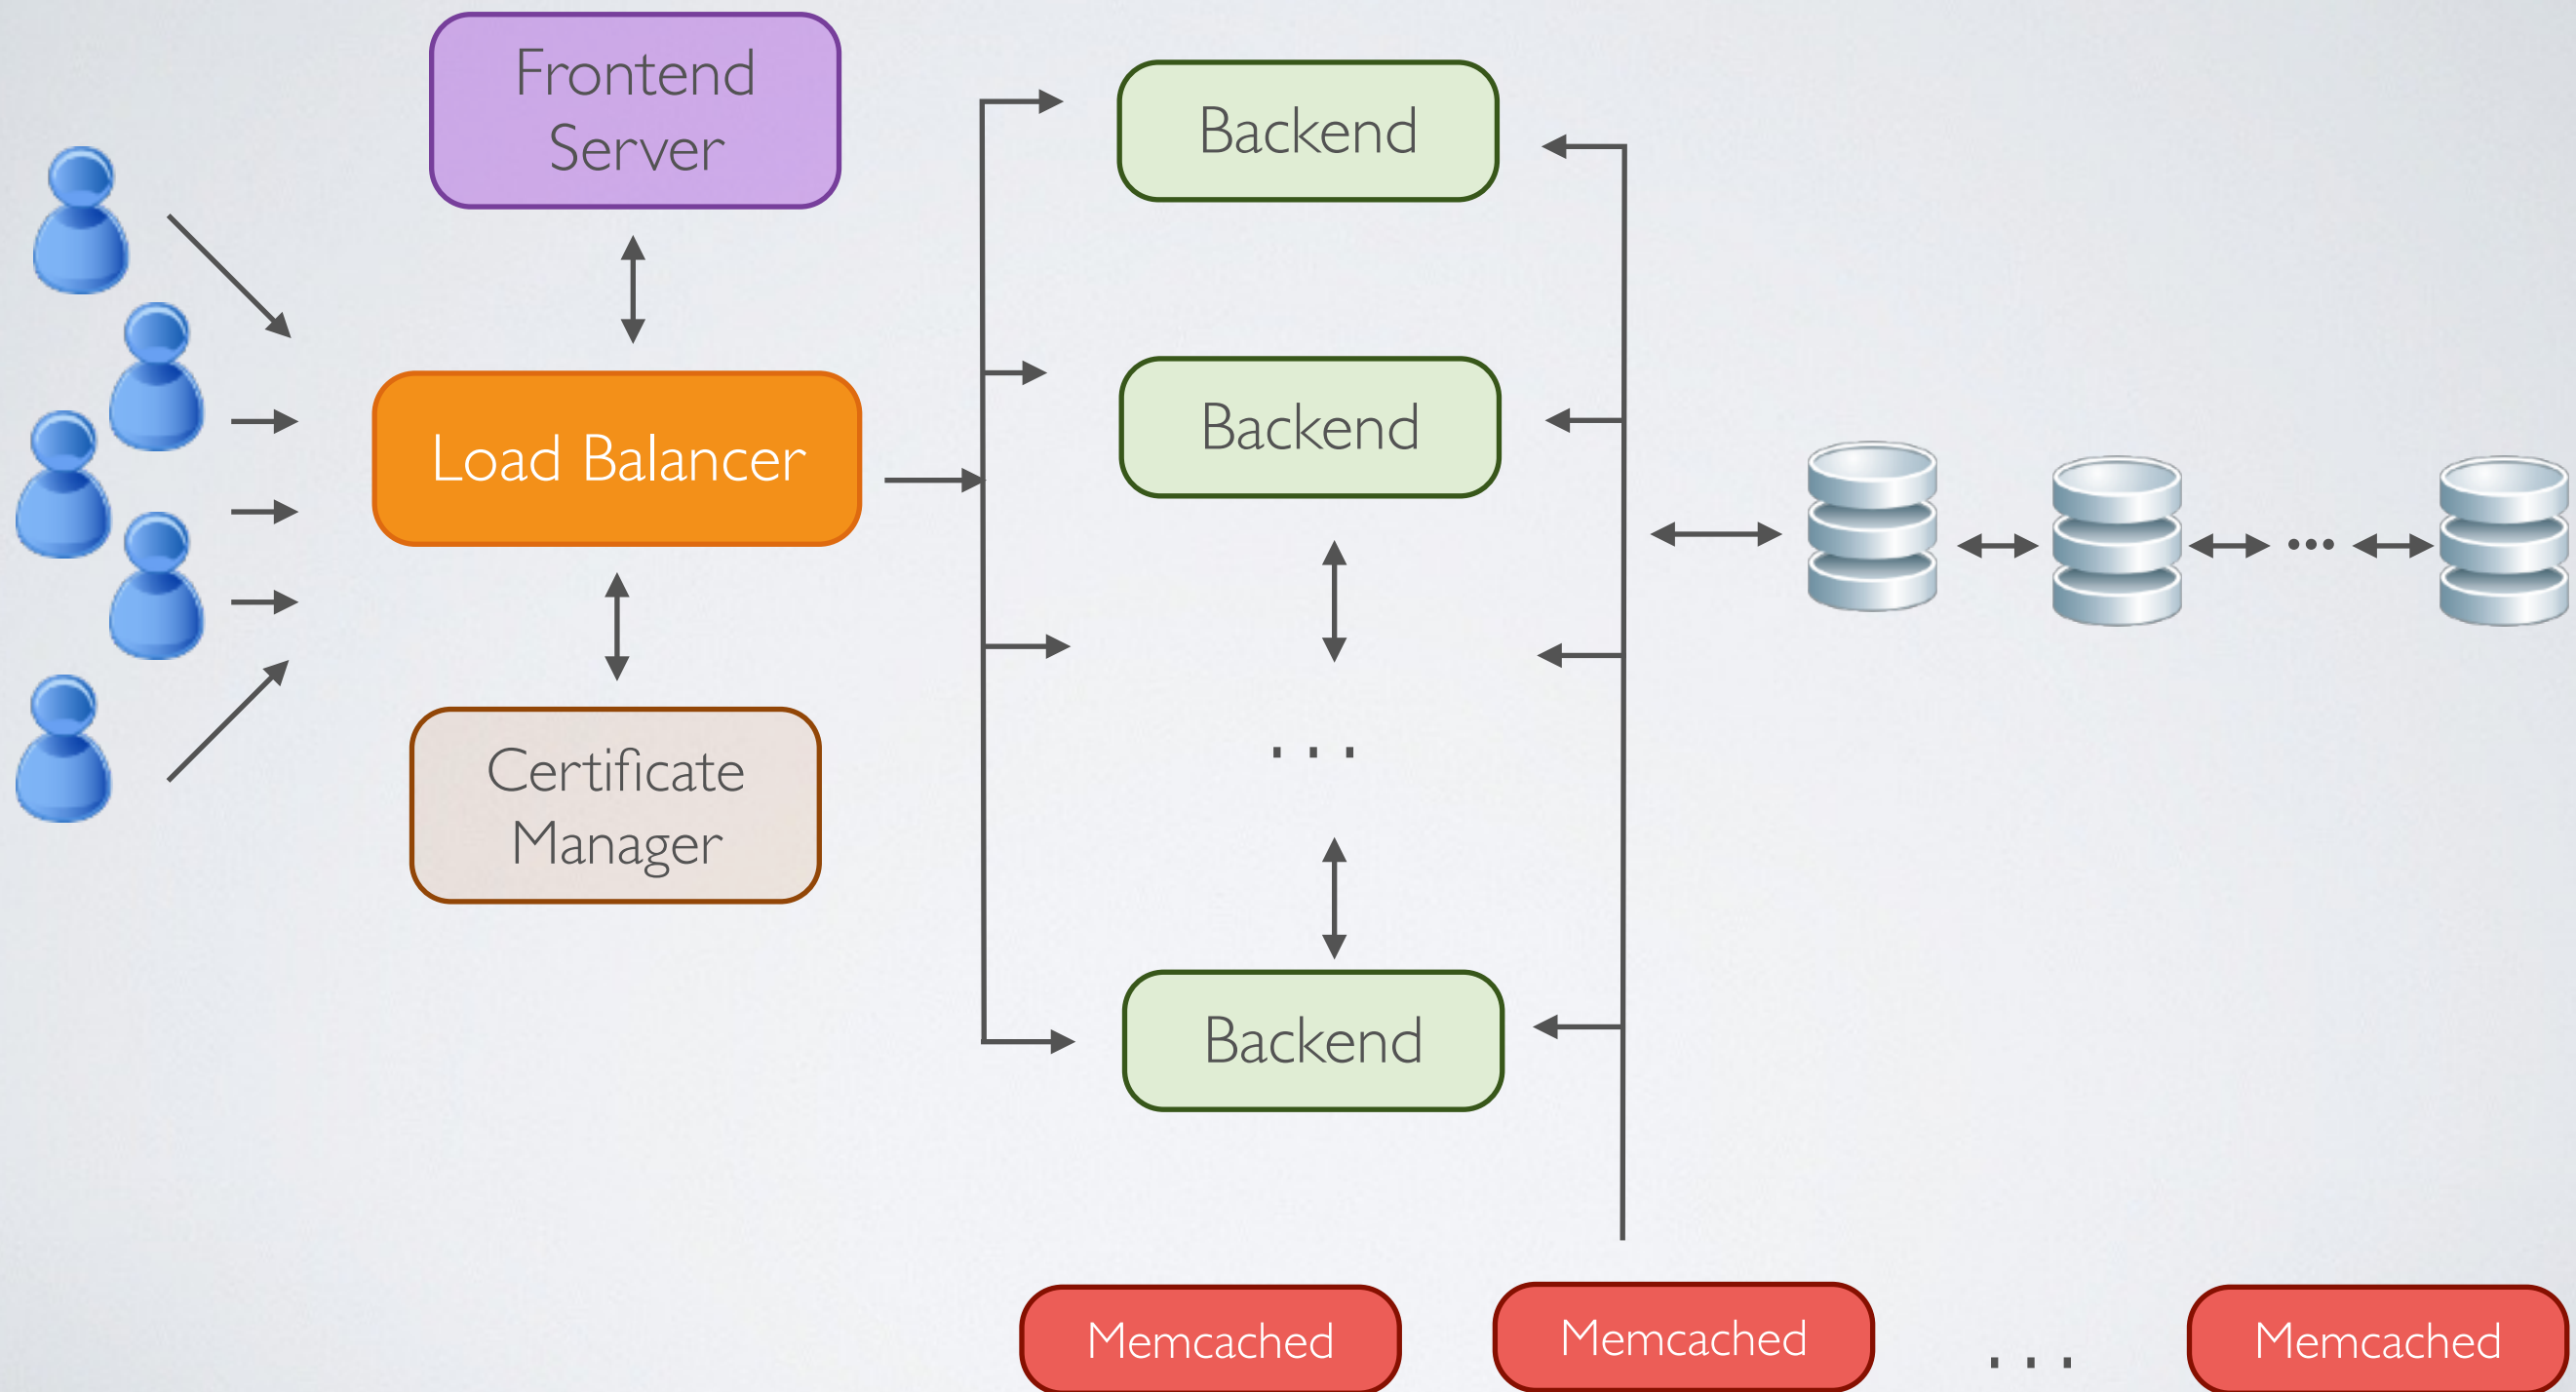 Frontend
Server
Load Balancer
Certificate
Manager
Backend
Backend
...
Backend
•••
Memcached
Memcached
...
Memcached